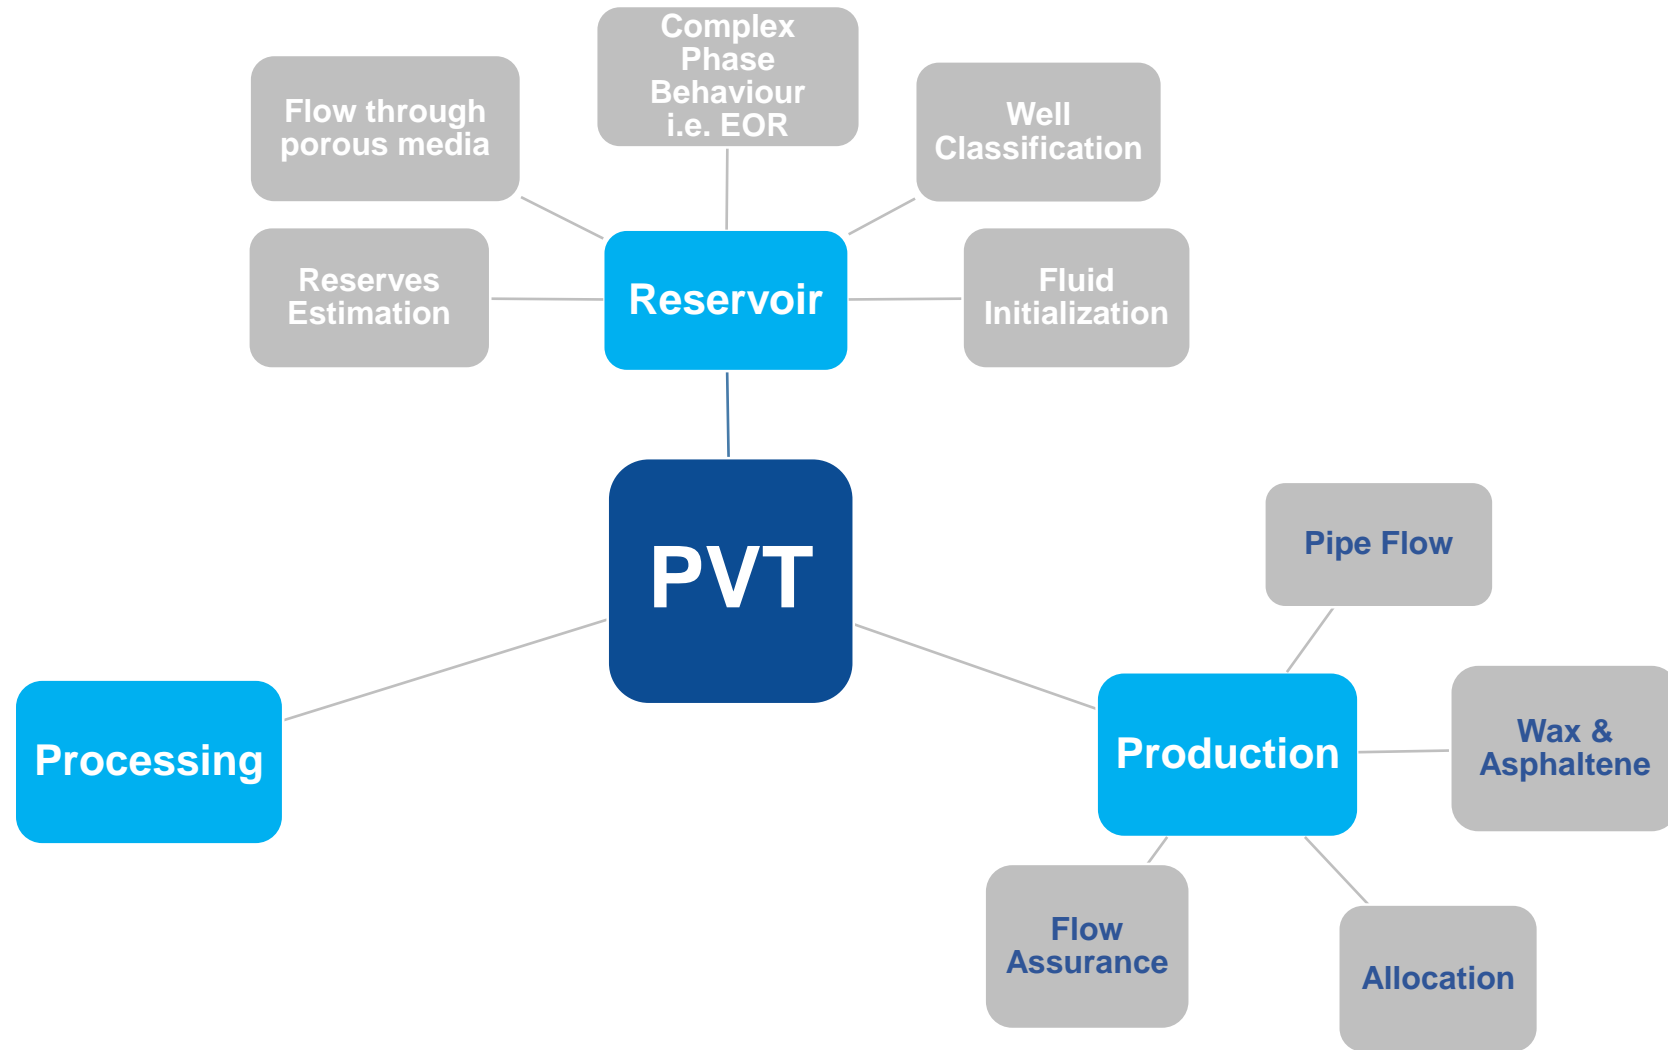 Complex
Phase
Behaviour
i.e. EOR
Flow through
porous media
Well
Classification
Reserves
Estimation
Reservoir
Fluid
Initialization
PVT
Pipe Flow
Processing
Production
Wax &
Asphaltene
Flow
Assurance
Allocation